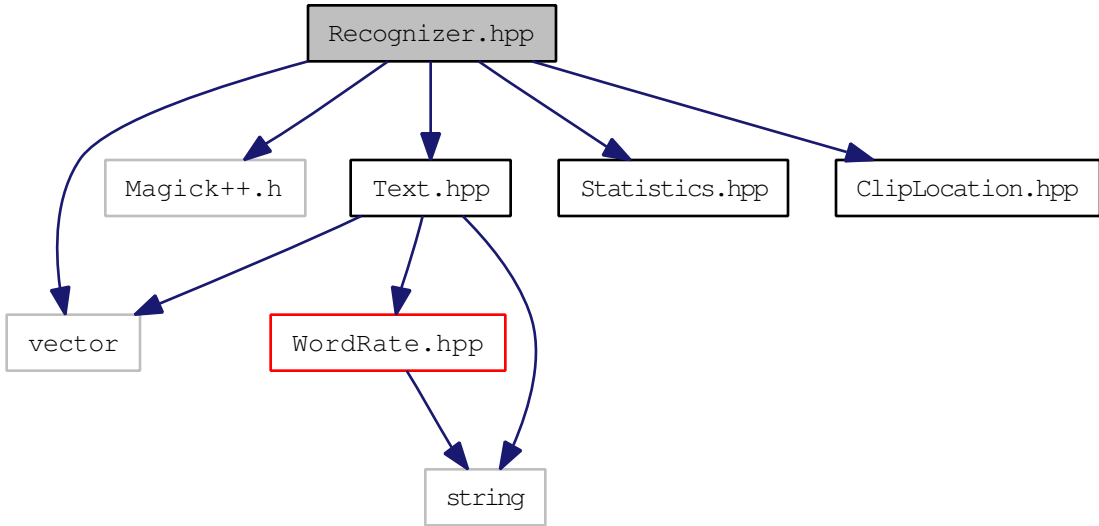 Recognizer.hpp
Magick++.h
Text.hpp
Statistics.hpp
ClipLocation.hpp
vector
WordRate.hpp
string